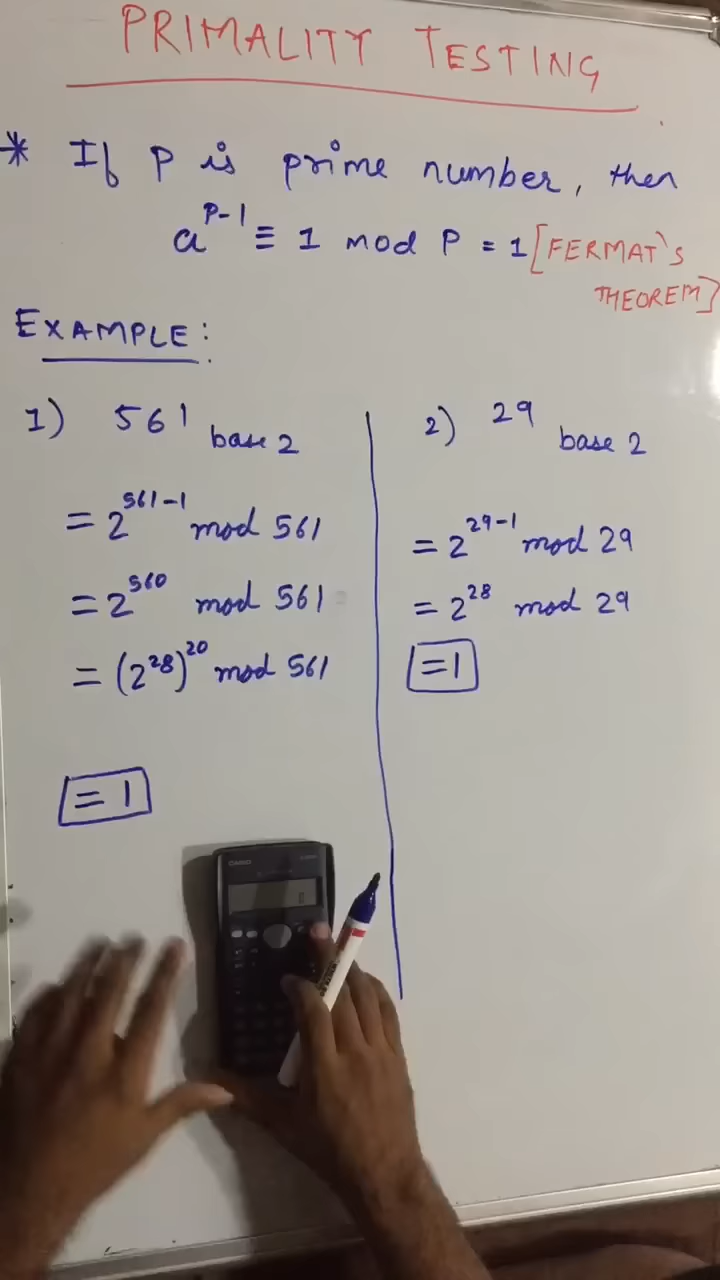 PRIMALITY TESTING
* If P is prime number, then
a^{P-1} ≡ 1 mod P = 1 [FERMAT's
THEOREM]
EXAMPLE:
1) 561 base 2
= 2^{561-1} mod 561
= 2^{560} mod 561
= (2^{28})^{20} mod 561
= 1
2) 29 base 2
= 2^{29-1} mod 29
= 2^{28} mod 29
= 1
CASIO